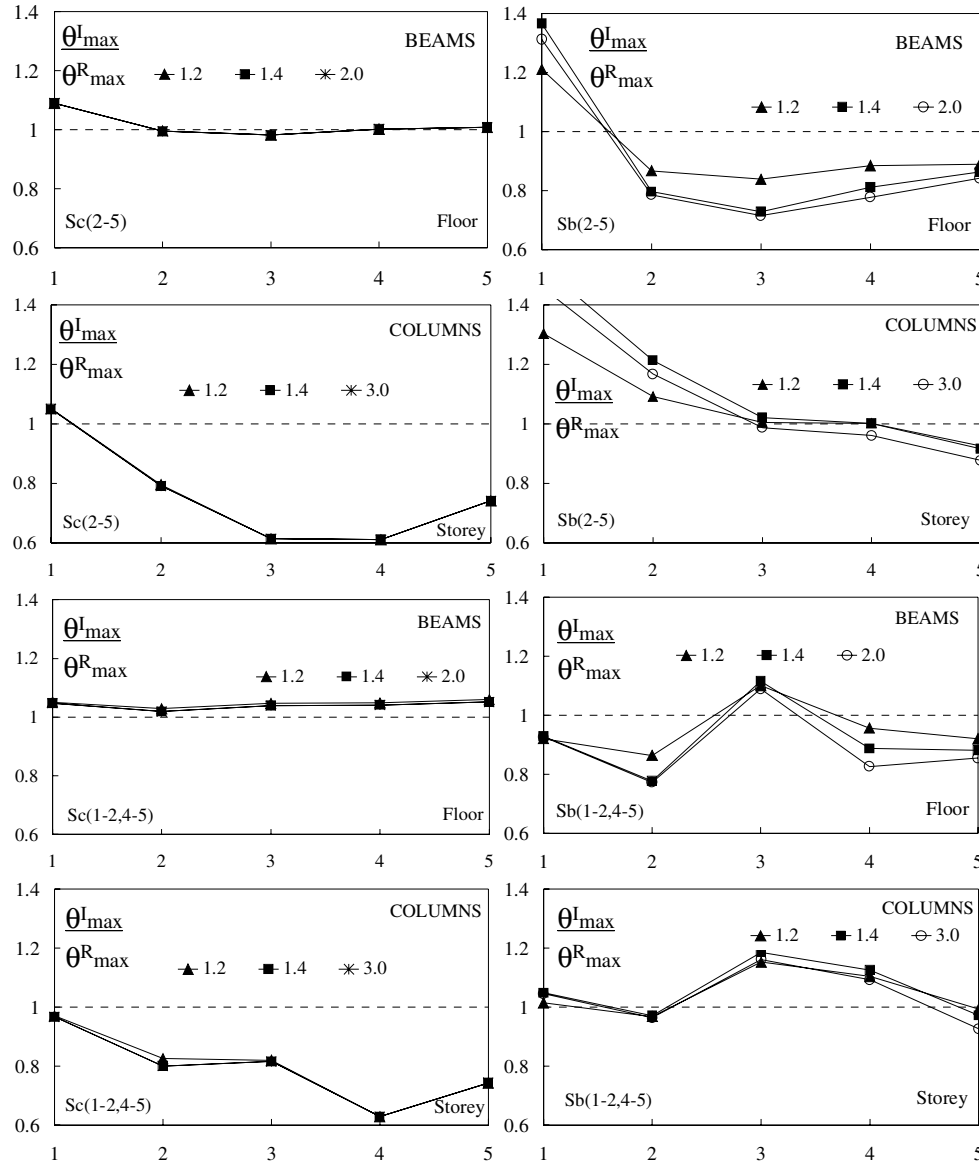 1.4
1.2
1
0.8
0.6
θᴵmax
θᴿmax
BEAMS
1.2 1.4 2.0
Sc(2-5)
Floor
1 2 3 4 5
1.4
1.2
1
0.8
0.6
θᴵmax
θᴿmax
BEAMS
1.2 1.4 2.0
Sb(2-5)
Floor
1 2 3 4 5
1.4
1.2
1
0.8
0.6
θᴵmax
θᴿmax
COLUMNS
1.2 1.4 3.0
Sc(2-5)
Storey
1 2 3 4 5
1.4
1.2
1
0.8
0.6
COLUMNS
1.2 1.4 3.0
θᴵmax
θᴿmax
Sb(2-5)
Storey
1 2 3 4 5
1.4
1.2
1
0.8
0.6
θᴵmax
θᴿmax
BEAMS
1.2 1.4 2.0
Sc(1-2,4-5)
Floor
1 2 3 4 5
1.4
1.2
1
0.8
0.6
θᴵmax
θᴿmax
BEAMS
1.2 1.4 2.0
Sb(1-2,4-5)
Floor
1 2 3 4 5
1.4
1.2
1
0.8
0.6
θᴵmax
θᴿmax
COLUMNS
1.2 1.4 3.0
Sc(1-2,4-5)
Storey
1 2 3 4 5
1.4
1.2
1
0.8
0.6
θᴵmax
θᴿmax
COLUMNS
1.2 1.4 3.0
Sb(1-2,4-5)
Storey
1 2 3 4 5